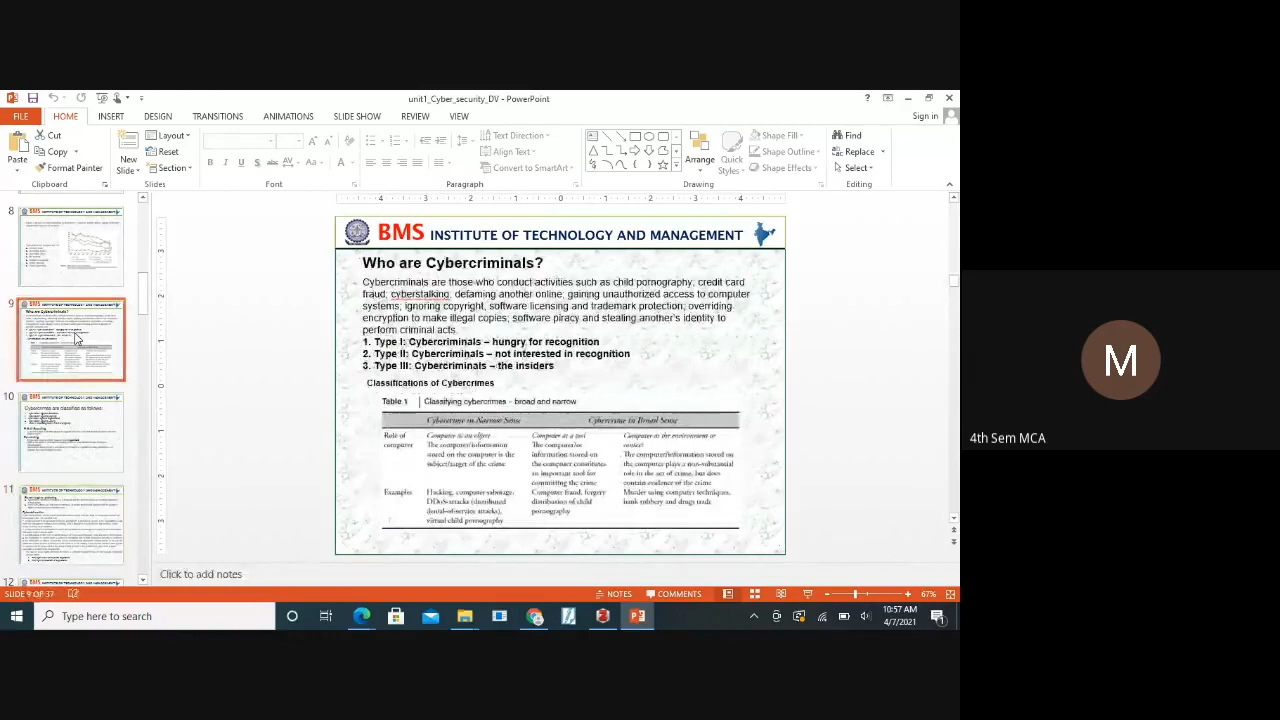 unit1_Cyber_security_DV - PowerPoint
FILE HOME INSERT DESIGN TRANSITIONS ANIMATIONS SLIDE SHOW REVIEW VIEW Sign in
Cut Copy Format Painter Paste Clipboard
New Slide Layout Reset Section Slides
Font
Text Direction Align Text Convert to SmartArt Paragraph
Arrange Quick Styles Shape Fill Shape Outline Shape Effects Drawing
Find Replace Select Editing
8
9
10
11
12
BMS INSTITUTE OF TECHNOLOGY AND MANAGEMENT
Who are Cybercriminals?
Cybercriminals are those who conduct activities such as child pornography; credit card
fraud; cyberstalking; defaming another online; gaining unauthorized access to computer
systems; ignoring copyright, software licensing and trademark protection; overriding
encryption to make illegal copies; software piracy and stealing another's identity to
perform criminal acts.
1. Type I: Cybercriminals – hungry for recognition
2. Type II: Cybercriminals – not interested in recognition
3. Type III: Cybercriminals – the insiders
Classifications of Cybercrimes
Table 1 Classifying cybercrimes – broad and narrow
Cybercrime in Narrow Sense Cybercrime in Broad Sense
Role of Computer as an object Computer as a tool Computer as the environment or
computer The computer/information The computer/or context
stored on the computer is the information stored on The computer/information stored on
subject/target of the crime the computer constitutes the computer plays a non-substantial
an important tool for role in the act of crime, but does
committing the crime contain evidence of the crime
Examples Hacking, computer sabotage, Computer fraud, forgery Murder using computer techniques,
DDoS-attacks (distributed distribution of child bank robbery and drugs trade
denial-of-service attacks), pornography
virtual child pornography
Click to add notes
SLIDE 9 OF 37 NOTES COMMENTS 67%
Type here to search
10:57 AM
4/7/2021
M
4th Sem MCA